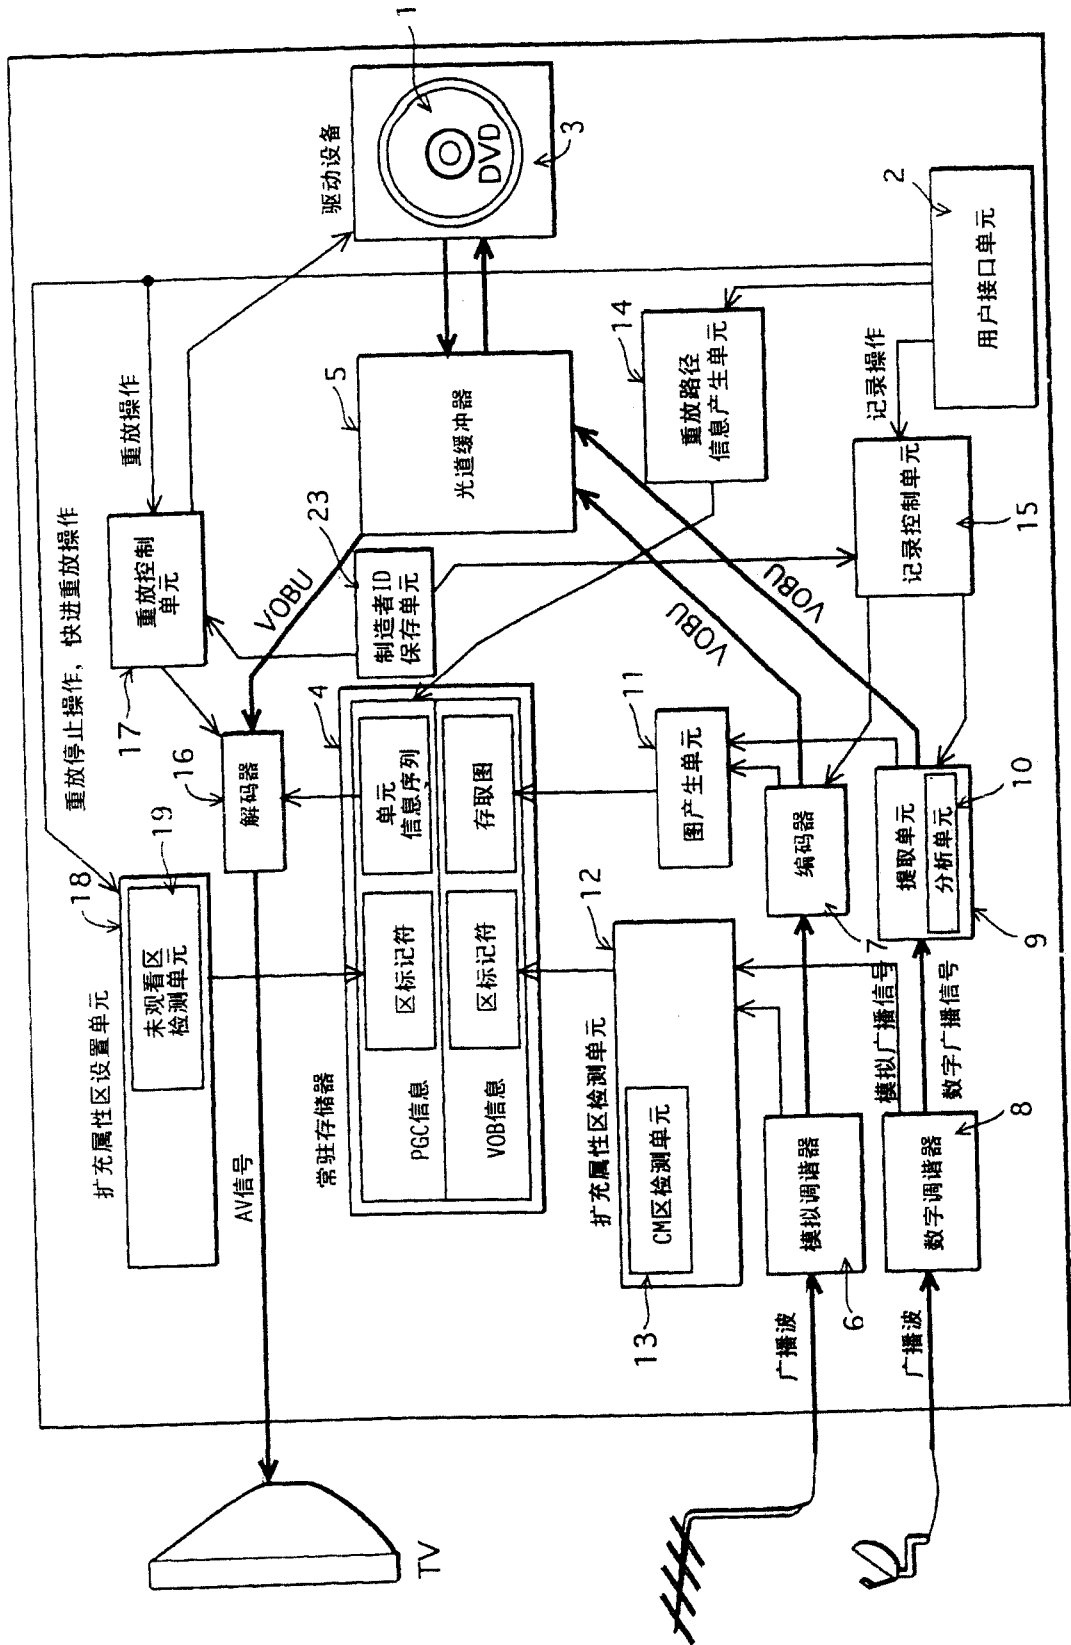 重放停止操作，快进重放操作
重放操作
18
扩充属性区设置单元
19
未观看区
检测单元
17
重放控制
单元
驱动设备
1
DVD
3
AV信号
16
解码器
VOBU
23
制造者ID
保存单元
5
光道缓冲器
常驻存储器
4
PGC信息
区标记符
单元
信息序列
VOB信息
区标记符
存取图
14
重放路径
信息产生单元
2
用户接口单元
记录操作
扩充属性区检测单元
12
13
CM区检测单元
11
图产生单元
VOBU
VOBU
记录控制单元
15
广播波
6
模拟调谐器
模拟广播信号
7
编码器
广播波
数字调谐器
8
数字广播信号
提取单元
分析单元
9
10
TV